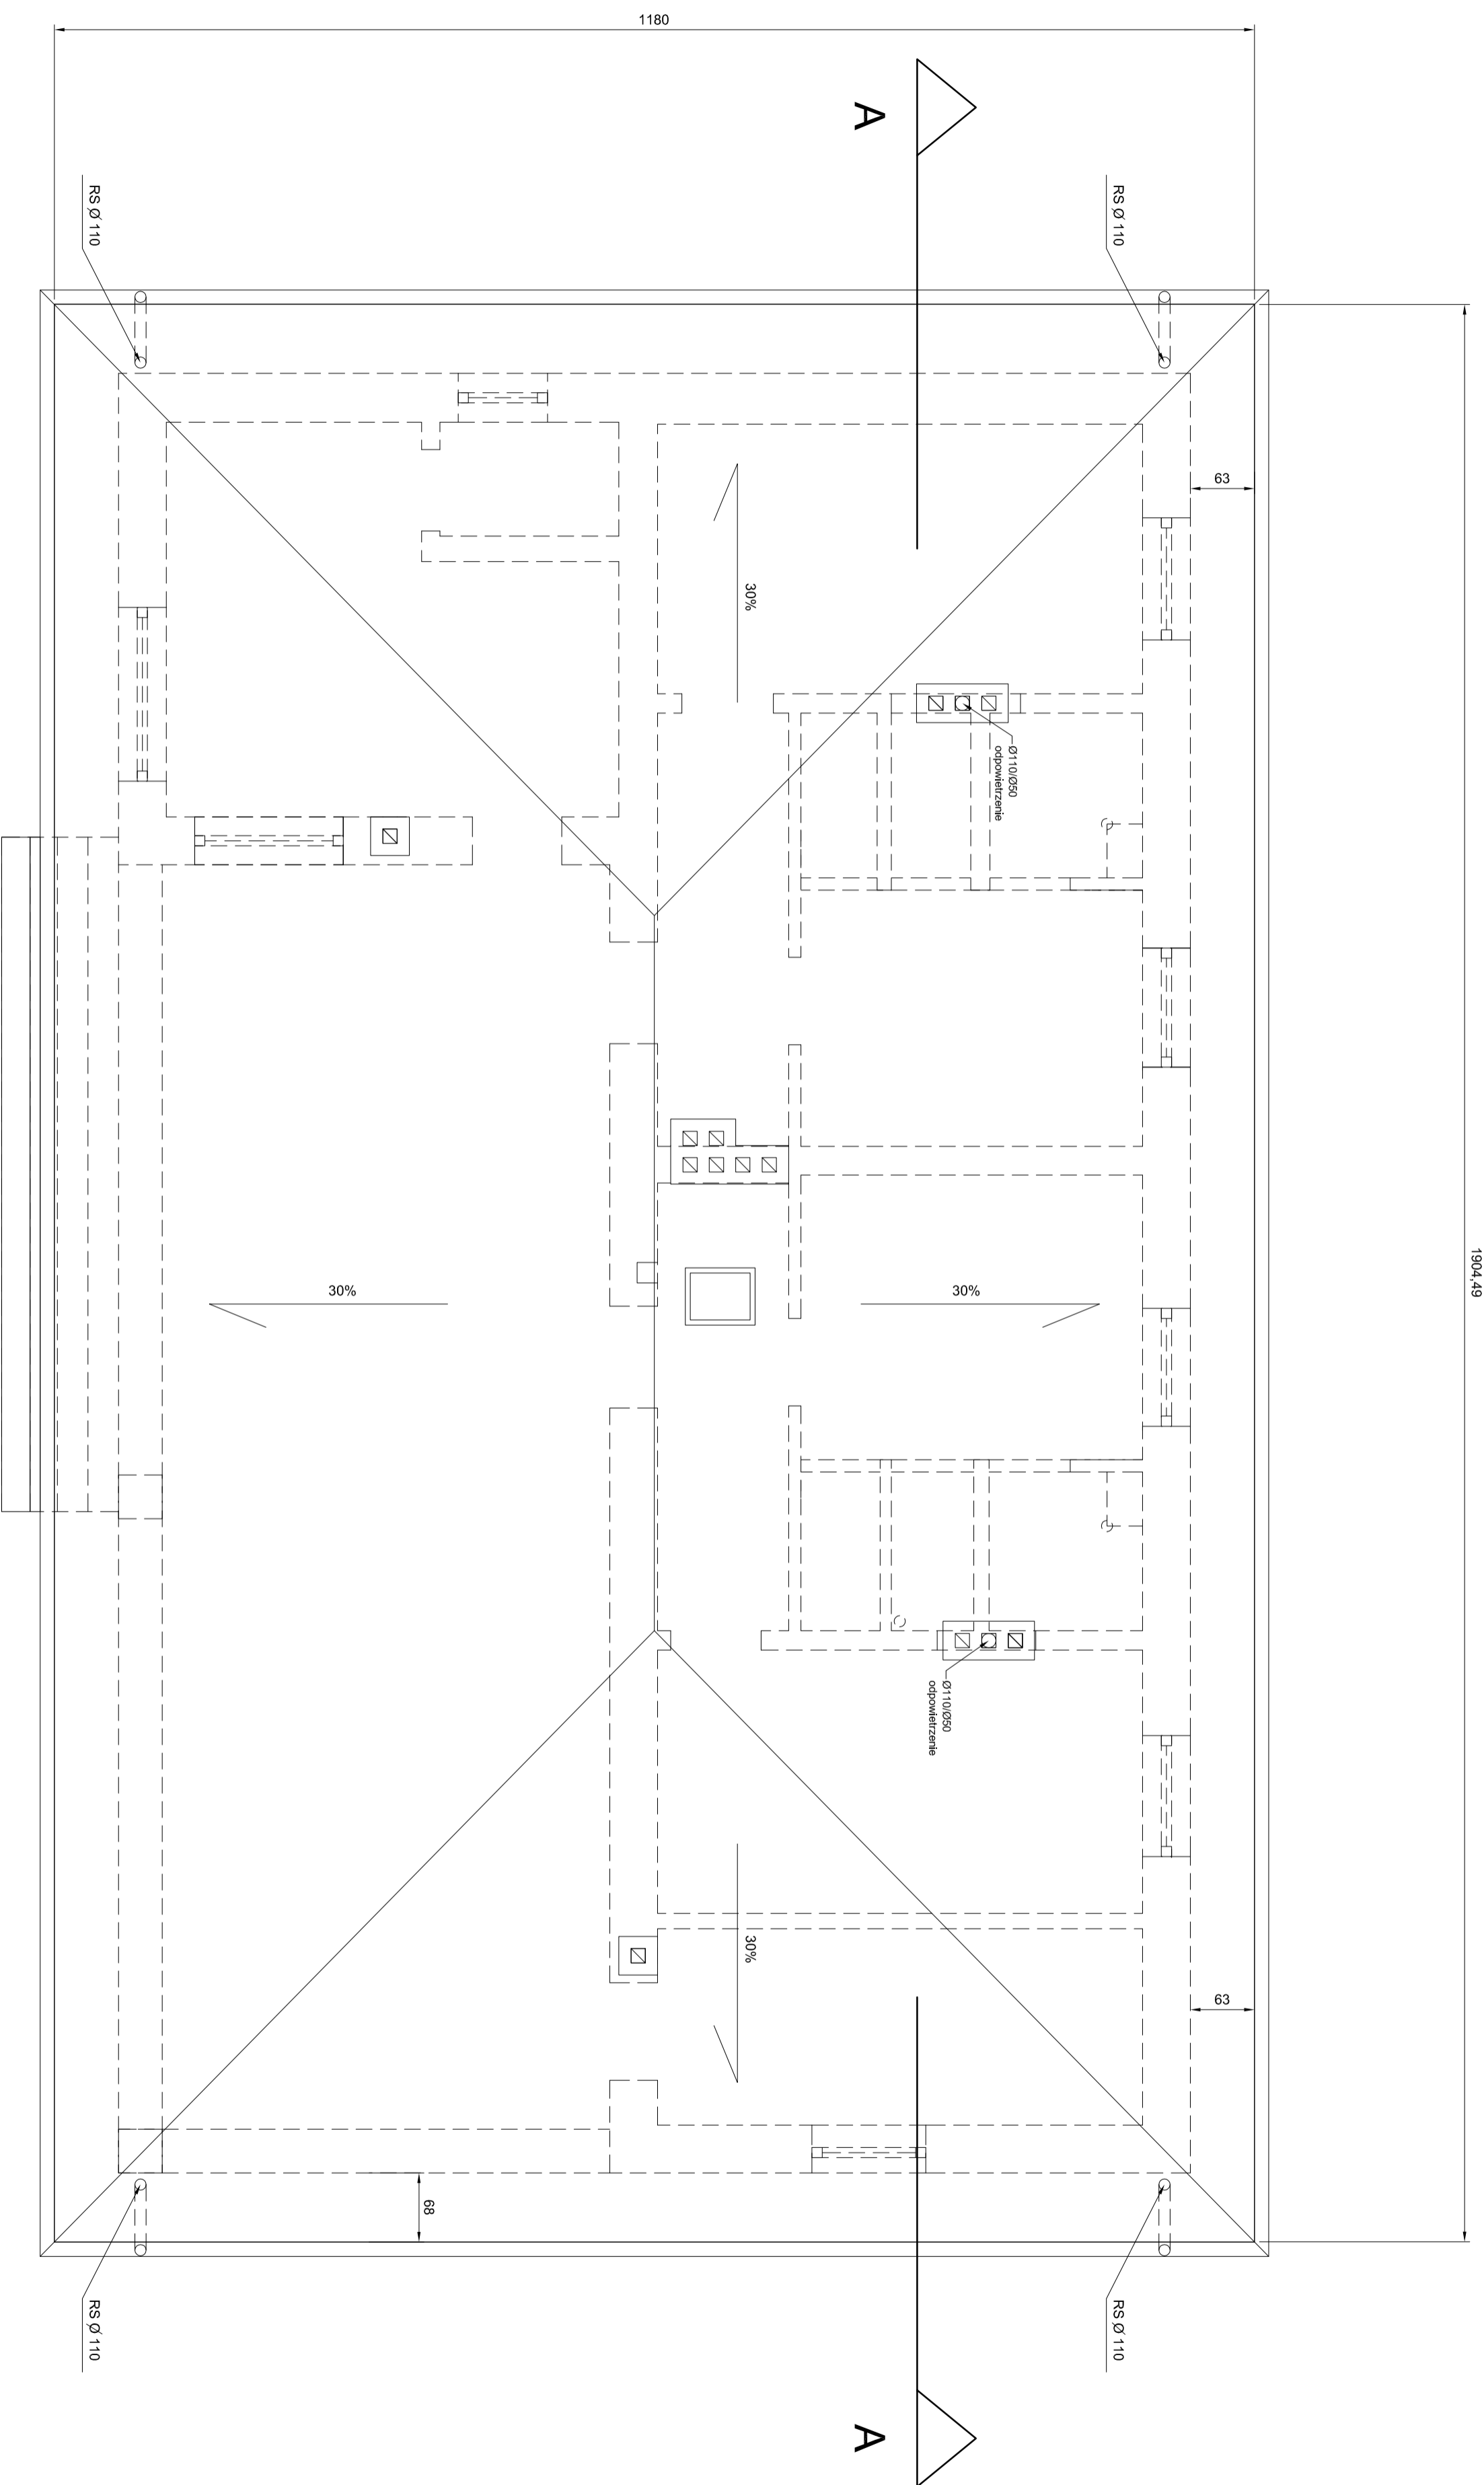 1180
A
RS Ø 110
RS Ø 110
63
30%
Ø110/Ø50
odpowietrzenie
1904,49
30%
30%
Ø110/Ø50
odpowietrzenie
30%
63
68
RS Ø 110
RS Ø 110
A